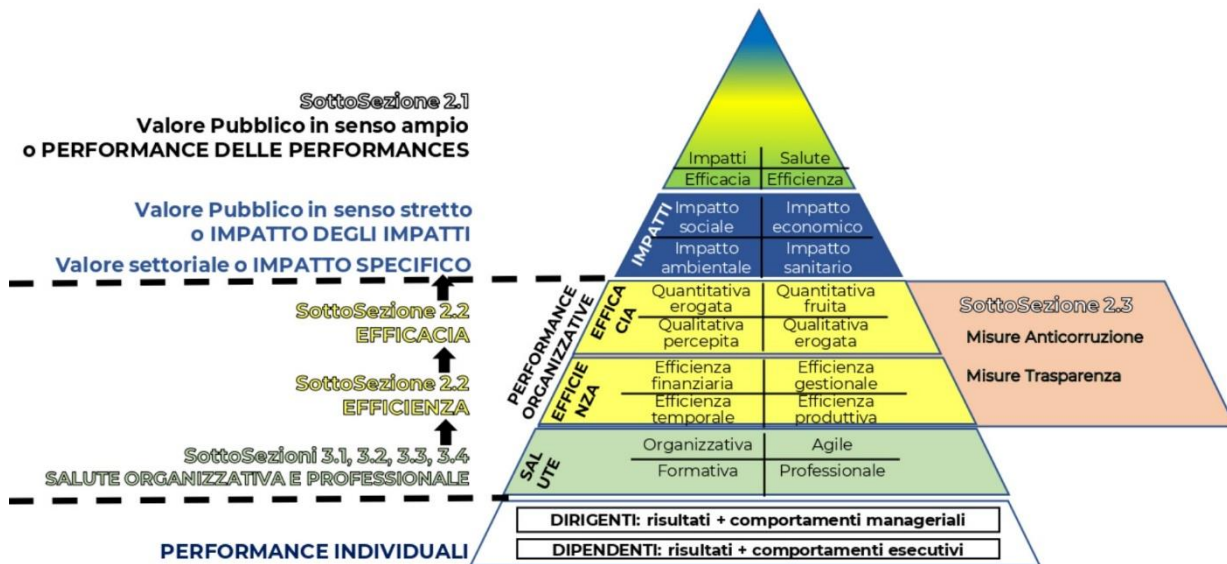 SottoSezione 2.1
Valore Pubblico in senso ampio
o PERFORMANCE DELLE PERFORMANCES
Valore Pubblico in senso stretto
o IMPATTO DEGLI IMPATTI
Valore settoriale o IMPATTO SPECIFICO
SottoSezione 2.2
EFFICACIA
SottoSezione 2.2
EFFICIENZA
SottoSezioni 3.1, 3.2, 3.3, 3.4
SALUTE ORGANIZZATIVA E PROFESSIONALE
PERFORMANCE INDIVIDUALI
Impatti Salute
Efficacia Efficienza
IMPATTI
Impatto sociale
Impatto economico
Impatto ambientale
Impatto sanitario
PERFORMANCE
ORGANIZZATIVE
EFFICA
CIA
Quantitativa erogata
Quantitativa fruita
Qualitativa percepita
Qualitativa erogata
EFFICIE
NZA
Efficienza finanziaria
Efficienza gestionale
Efficienza temporale
Efficienza produttiva
SAL
UTE
Organizzativa Agile
Formativa Professionale
DIRIGENTI: risultati + comportamenti manageriali
DIPENDENTI: risultati + comportamenti esecutivi
SottoSezione 2.3
Misure Anticorruzione
Misure Trasparenza